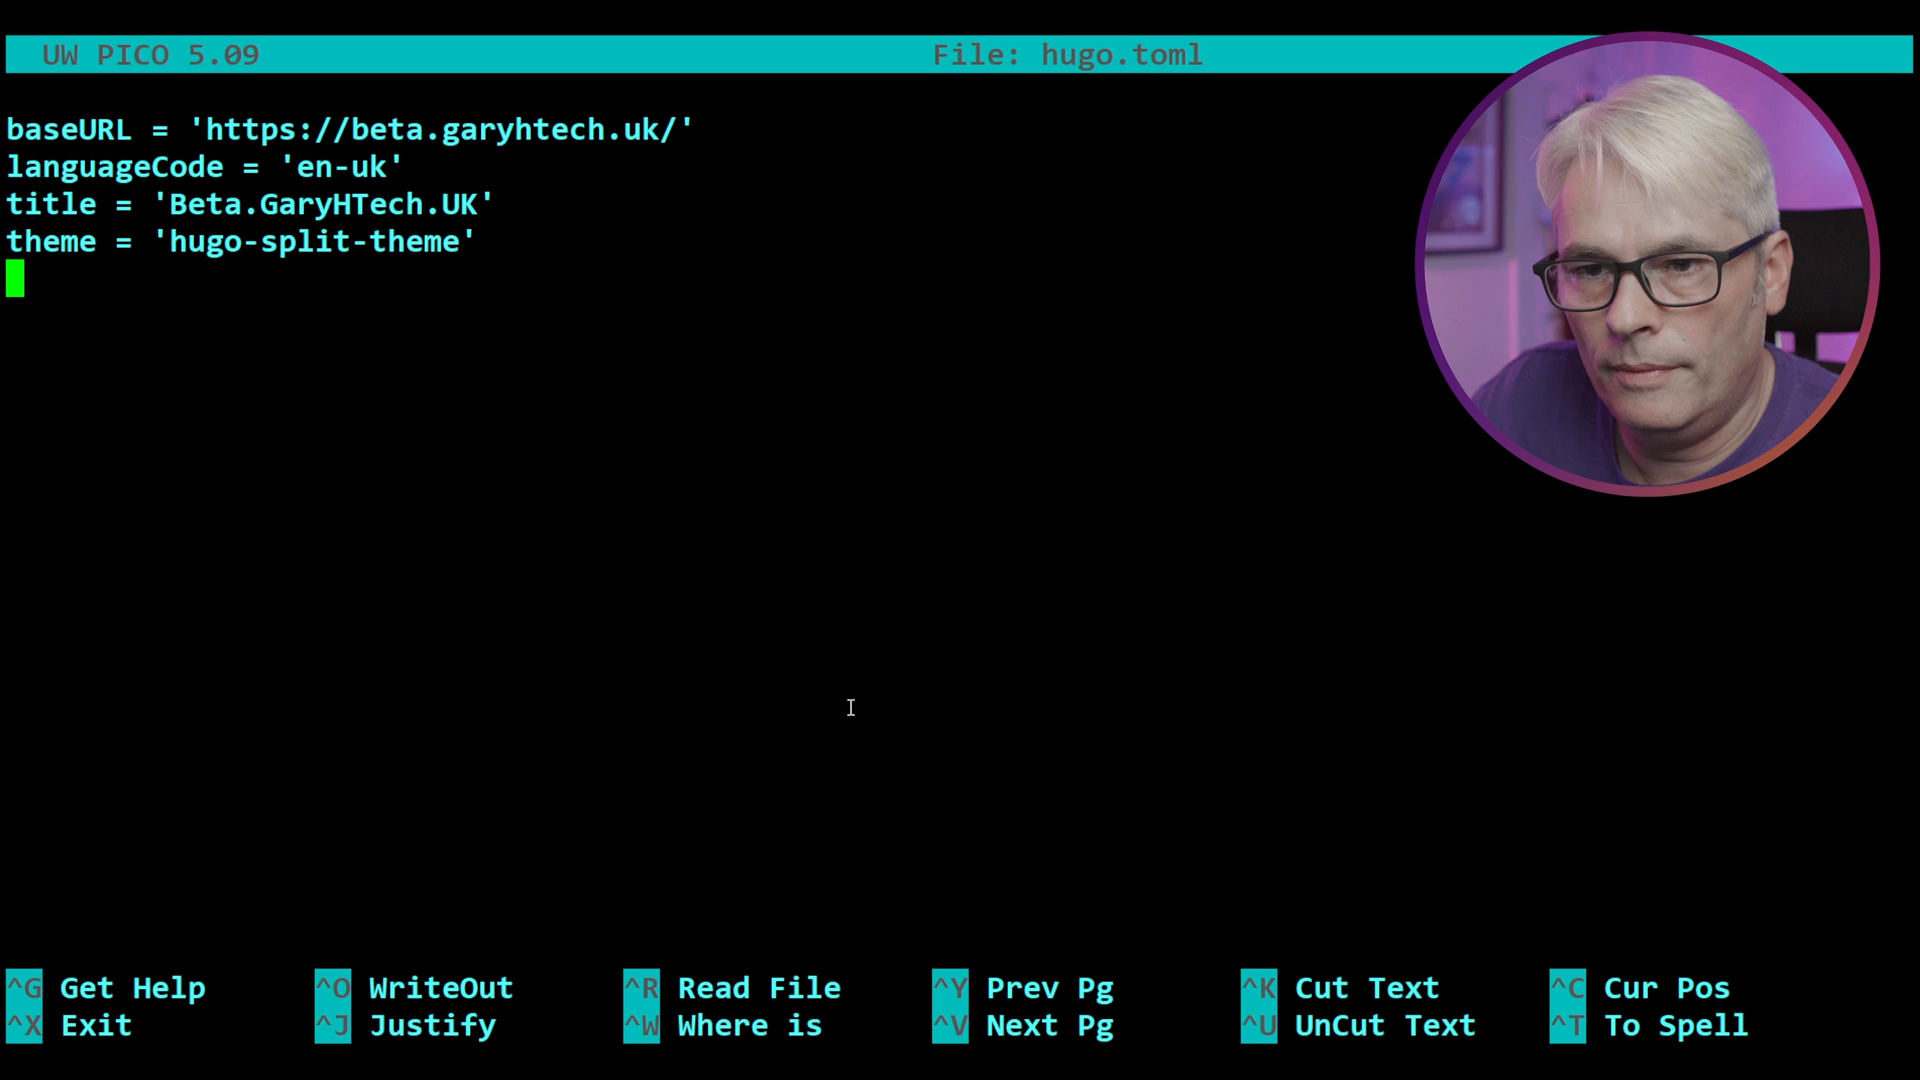 UW PICO 5.09 File: hugo.toml
baseURL = 'https://beta.garyhtech.uk/'
languageCode = 'en-uk'
title = 'Beta.GaryHTech.UK'
theme = 'hugo-split-theme'
^G Get Help ^O WriteOut ^R Read File ^Y Prev Pg ^K Cut Text ^C Cur Pos
^X Exit ^J Justify ^W Where is ^V Next Pg ^U UnCut Text ^T To Spell